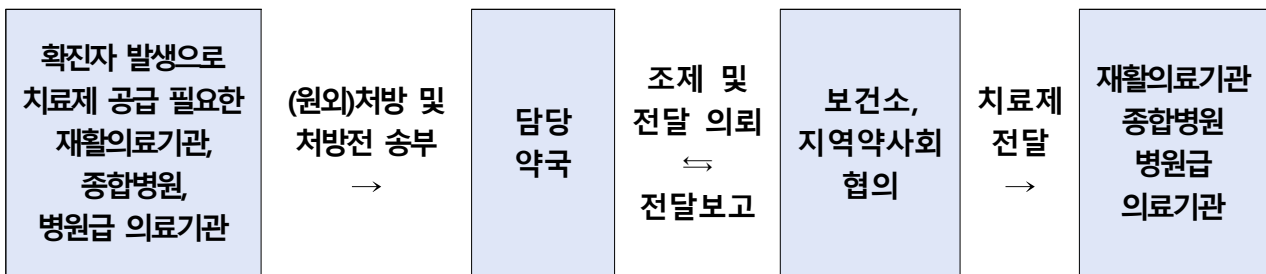 확진자 발생으로
치료제 공급 필요한
재활의료기관,
종합병원,
병원급 의료기관
(원외)처방 및
처방전 송부
→
담당
약국
조제 및
전달 의뢰
⇆
전달보고
보건소,
지역약사회
협의
치료제
전달
→
재활의료기관
종합병원
병원급
의료기관